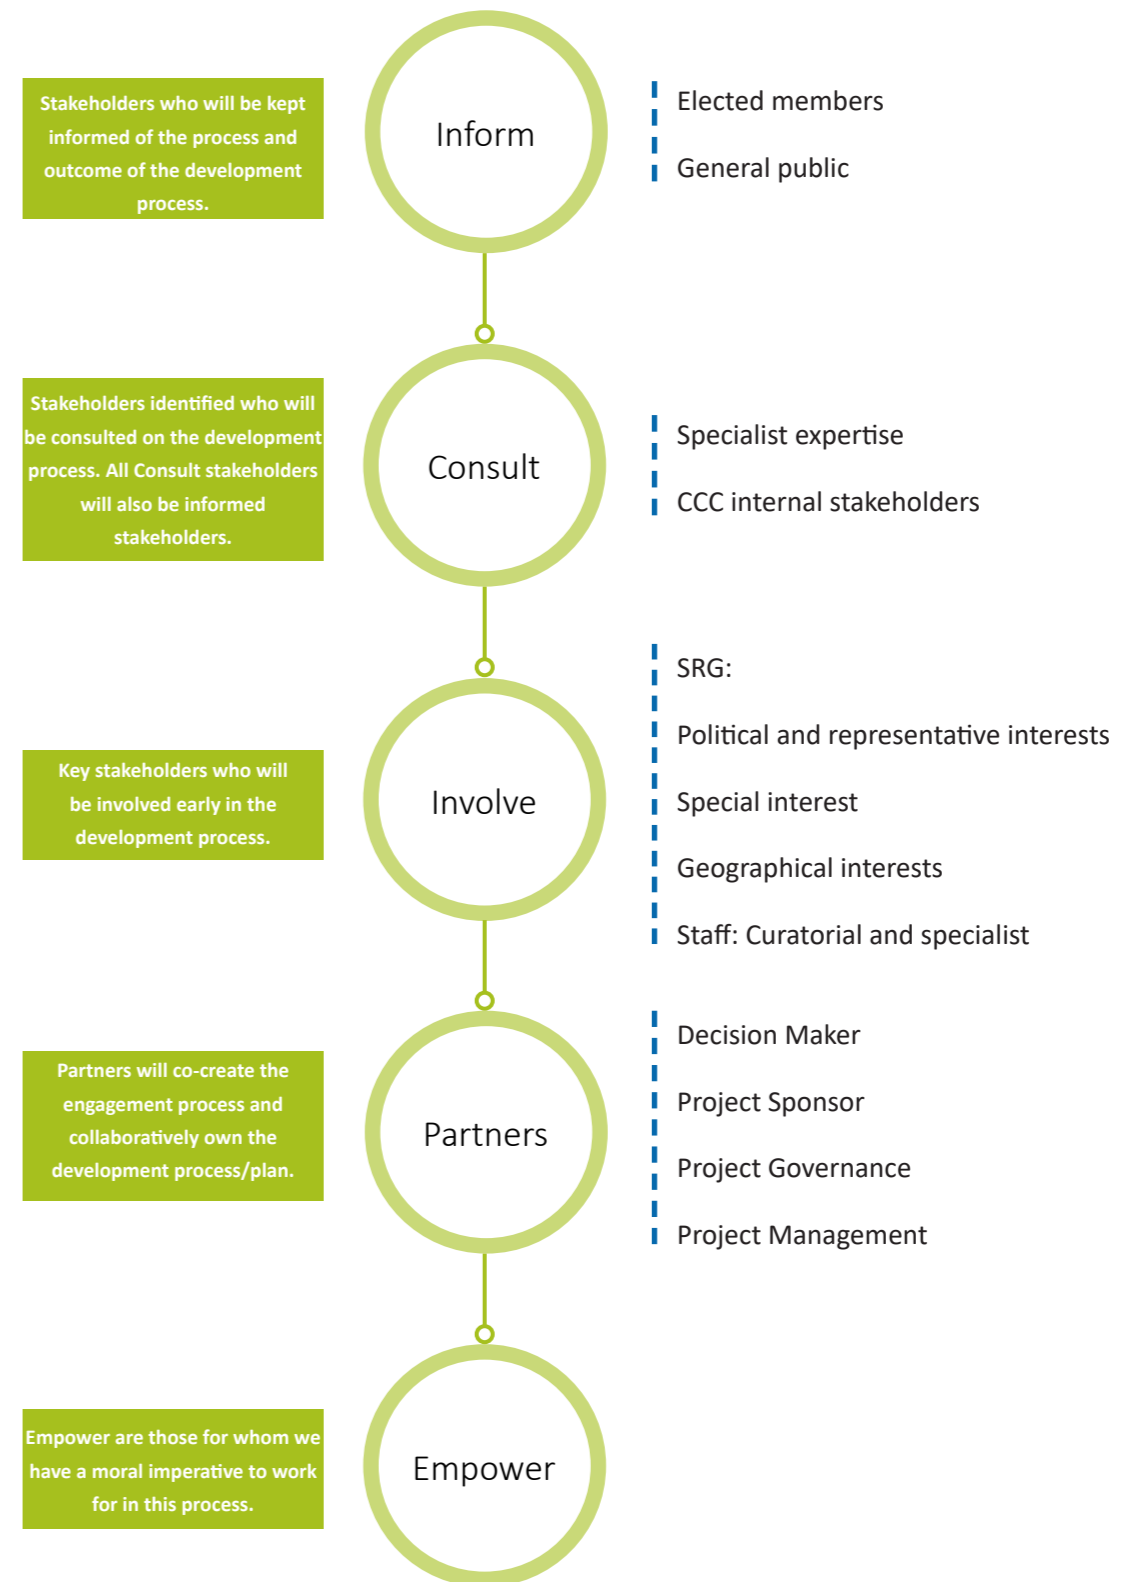 Stakeholders who will be kept
informed of the process and
outcome of the development
process.
Inform
Elected members
General public
Stakeholders identified who will
be consulted on the development
process. All Consult stakeholders
will also be informed
stakeholders.
Consult
Specialist expertise
CCC internal stakeholders
Key stakeholders who will
be involved early in the
development process.
Involve
SRG:
Political and representative interests
Special interest
Geographical interests
Staff: Curatorial and specialist
Partners will co-create the
engagement process and
collaboratively own the
development process/plan.
Partners
Decision Maker
Project Sponsor
Project Governance
Project Management
Empower are those for whom we
have a moral imperative to work
for in this process.
Empower